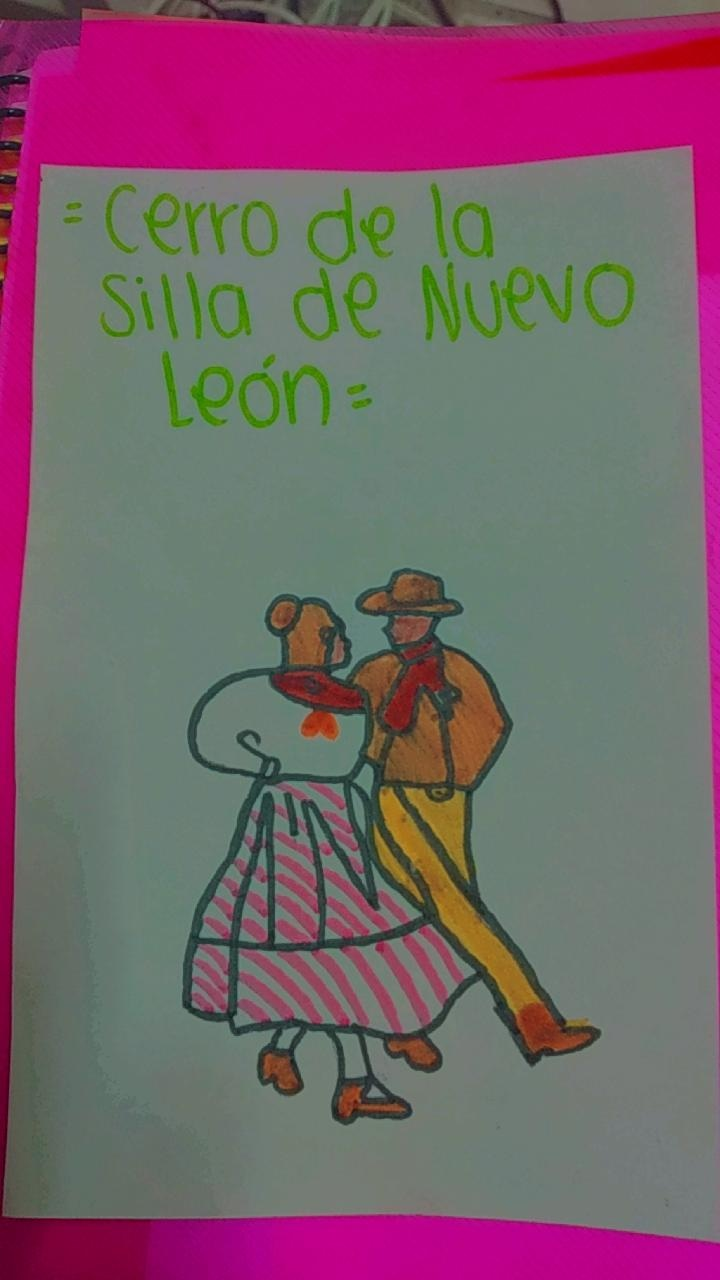 = Cerro de la
Silla de Nuevo
León =